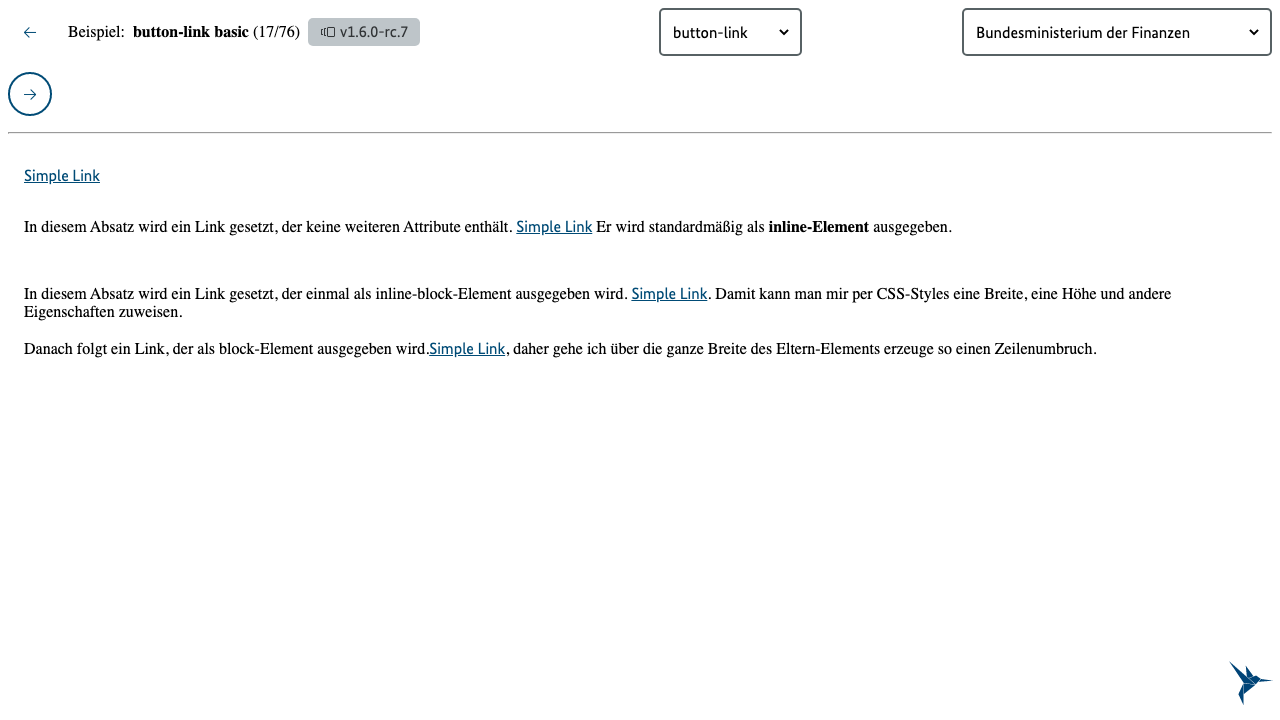 Beispiel: button-link basic (17/76) v1.6.0-rc.7 button-link Bundesministerium der Finanzen
Simple Link
In diesem Absatz wird ein Link gesetzt, der keine weiteren Attribute enthält. Simple Link Er wird standardmäßig als inline-Element ausgegeben.
In diesem Absatz wird ein Link gesetzt, der einmal als inline-block-Element ausgegeben wird. Simple Link. Damit kann man mir per CSS-Styles eine Breite, eine Höhe und andere
Eigenschaften zuweisen.
Danach folgt ein Link, der als block-Element ausgegeben wird.Simple Link, daher gehe ich über die ganze Breite des Eltern-Elements erzeuge so einen Zeilenumbruch.